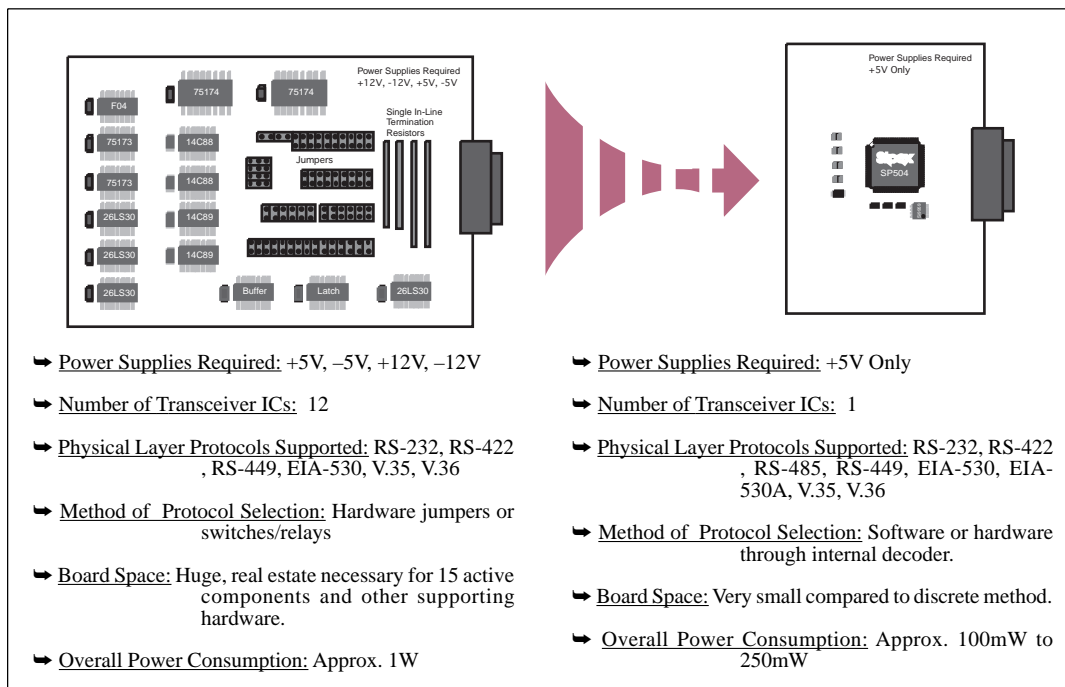 Power Supplies Required
+12V, -12V, +5V, -5V
75174
75174
F04
75173
14C88
75173
14C88
26LS30
14C89
26LS30
14C89
26LS30
Buffer
Latch
26LS30
Single In-Line
Termination
Resistors
Jumpers
Power Supplies Required
+5V Only
Sipex
SP504
➥ Power Supplies Required: +5V, –5V, +12V, –12V
➥ Number of Transceiver ICs: 12
➥ Physical Layer Protocols Supported: RS-232, RS-422
, RS-449, EIA-530, V.35, V.36
➥ Method of Protocol Selection: Hardware jumpers or
switches/relays
➥ Board Space: Huge, real estate necessary for 15 active
components and other supporting
hardware.
➥ Overall Power Consumption: Approx. 1W
➥ Power Supplies Required: +5V Only
➥ Number of Transceiver ICs: 1
➥ Physical Layer Protocols Supported: RS-232, RS-422
, RS-485, RS-449, EIA-530, EIA-
530A, V.35, V.36
➥ Method of Protocol Selection: Software or hardware
through internal decoder.
➥ Board Space: Very small compared to discrete method.
➥ Overall Power Consumption: Approx. 100mW to
250mW